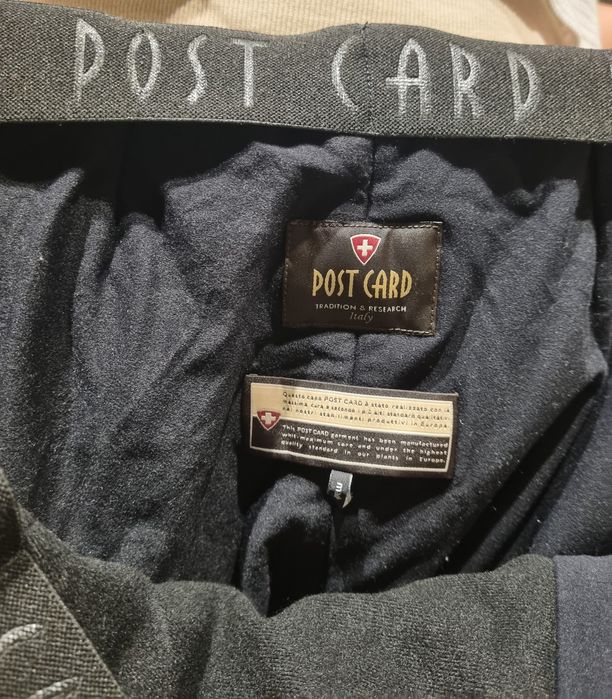 POST CARD
POST CARD
TRADITION & RESEARCH
Italy
Questo capo POST CARD è stato realizzato con la
massima cura e secondo i più alti standard qualitativi
nei nostri stabilimenti produttivi in Europa.
This POST CARD garment has been manufactured
whit maximum care and under the highest
quality standard in our plants in Europe.